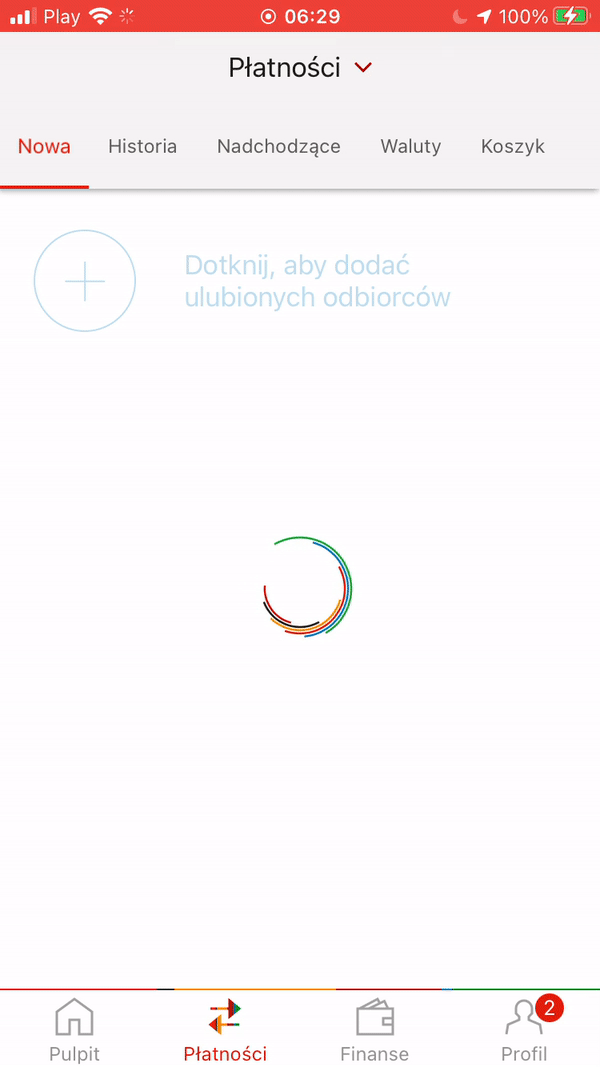 Play 06:29 100%
Płatności
Nowa Historia Nadchodzące Waluty Koszyk
Dotknij, aby dodać
ulubionych odbiorców
2
Pulpit Płatności Finanse Profil